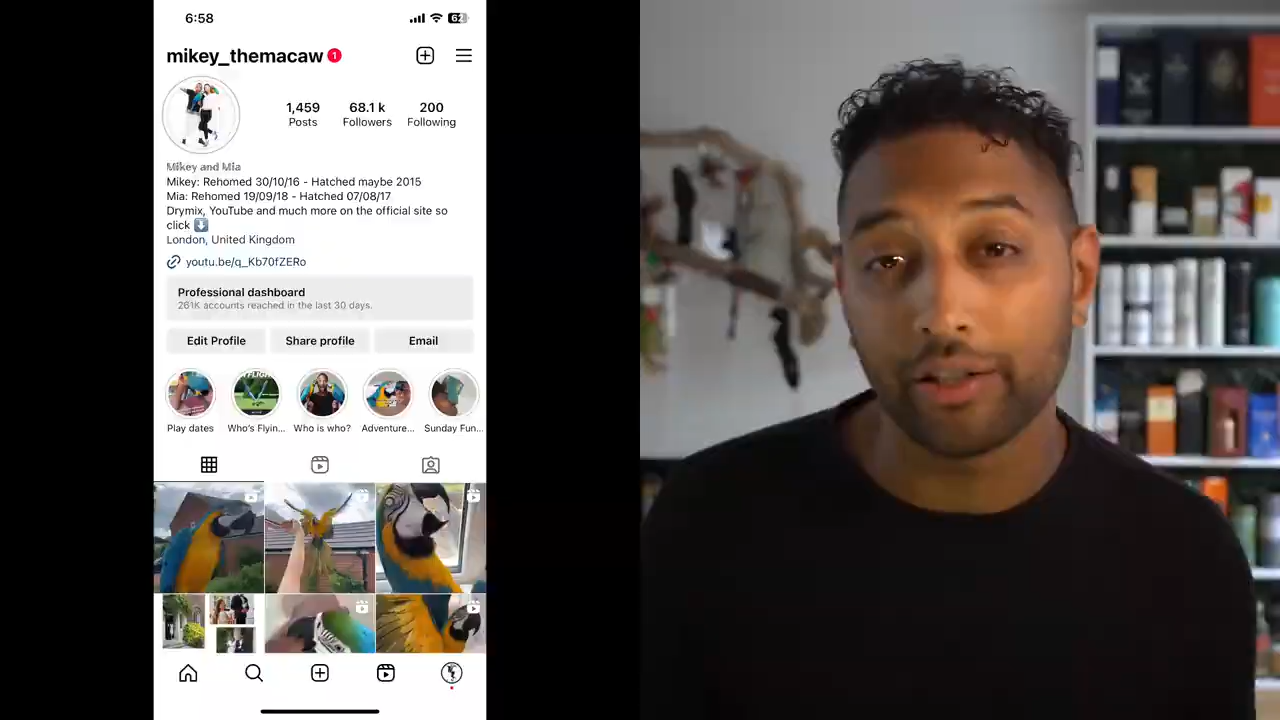 6:58
62
mikey_themacaw 1
1,459 68.1 k 200
Posts Followers Following
Mikey and Mia
Mikey: Rehomed 30/10/16 - Hatched maybe 2015
Mia: Rehomed 19/09/18 - Hatched 07/08/17
Drymix, YouTube and much more on the official site so
click ⬇️
London, United Kingdom
youtu.be/q_Kb70fZERo
Professional dashboard
261K accounts reached in the last 30 days.
Edit Profile Share profile Email
Play dates Who's Flyin... Who is who? Adventure... Sunday Fun...